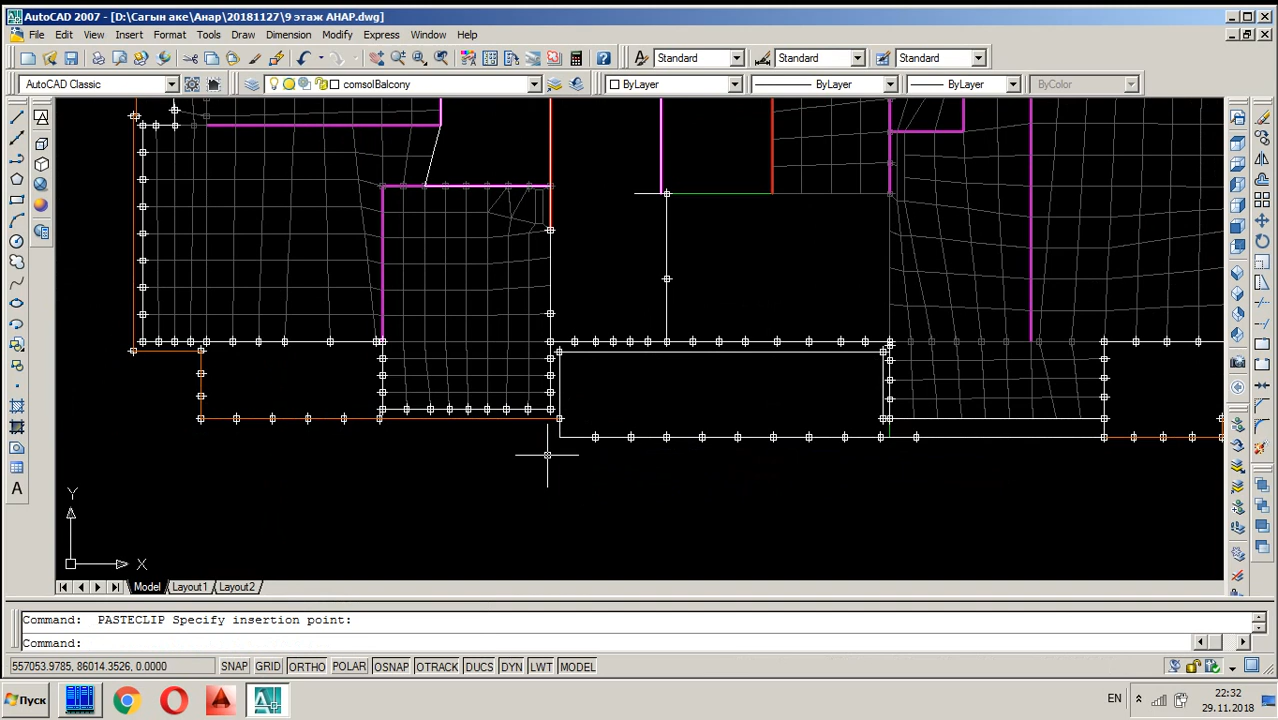 AutoCAD 2007 - [D:\Сагын аке\Анар\20181127\9 этаж АНАР.dwg]
File Edit View Insert Format Tools Draw Dimension Modify Express Window Help
Standard Standard Standard
AutoCAD Classic comsolBalcony ByLayer ByLayer ByLayer ByColor
A
Y
X
Model Layout1 Layout2
Command: PASTECLIP Specify insertion point:
Command:
557053.9785, 86014.3526, 0.0000 SNAP GRID ORTHO POLAR OSNAP OTRACK DUCS DYN LWT MODEL
Пуск EN 22:32
29.11.2018